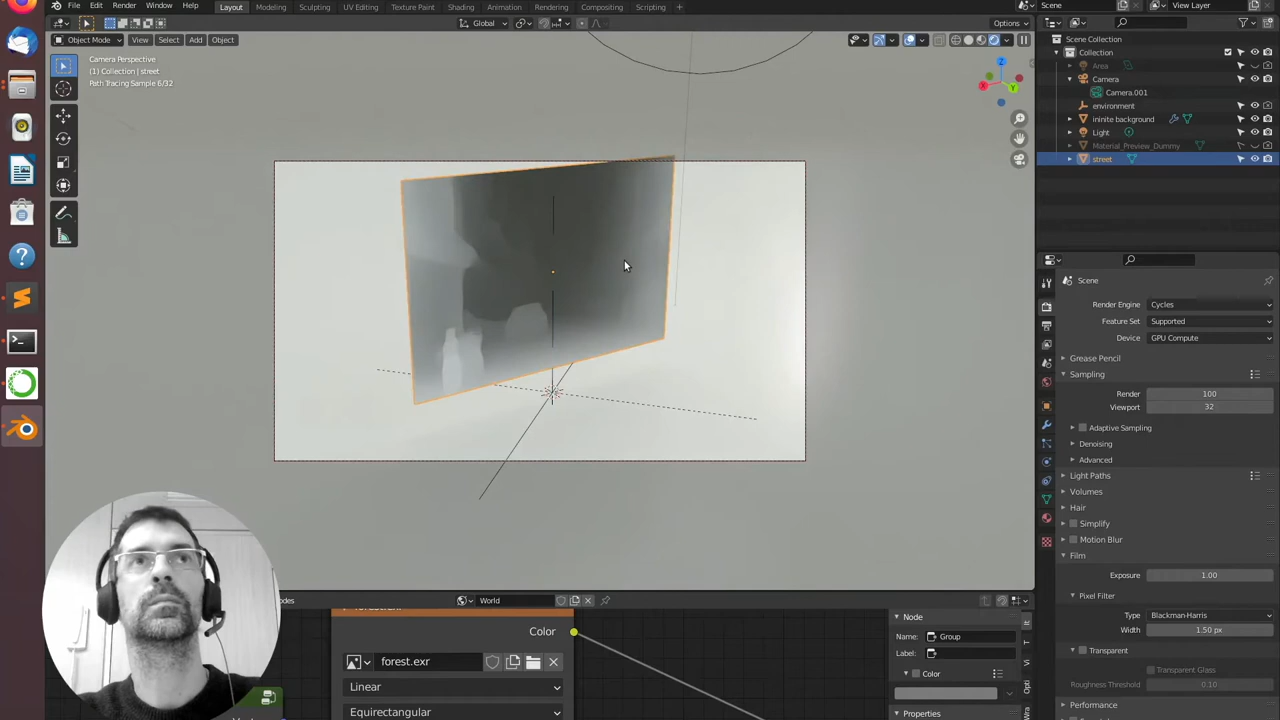 File Edit Render Window Help Layout Modeling Sculpting UV Editing Texture Paint Shading Animation Rendering Compositing Scripting + Scene View Layer
Global Options
Object Mode View Select Add Object
Camera Perspective
(1) Collection | street
Path Tracing Sample 6/32
Z
X Y
Scene Collection
Collection
Area
Camera
Camera.001
environment
ininite background
Light
Material_Preview_Dummy
street
Scene
Render Engine Cycles
Feature Set Supported
Device GPU Compute
Grease Pencil
Sampling
Render 100
Viewport 32
Adaptive Sampling
Denoising
Advanced
Light Paths
Volumes
Hair
Simplify
Motion Blur
Film
Exposure 1.00
Pixel Filter
Type Blackman-Harris
Width 1.50 px
Transparent
Transparent Glass
Roughness Threshold 0.10
Performance
World
Color
forest.exr
Linear
Equirectangular
Node
Name: Group
Label:
Color
Properties